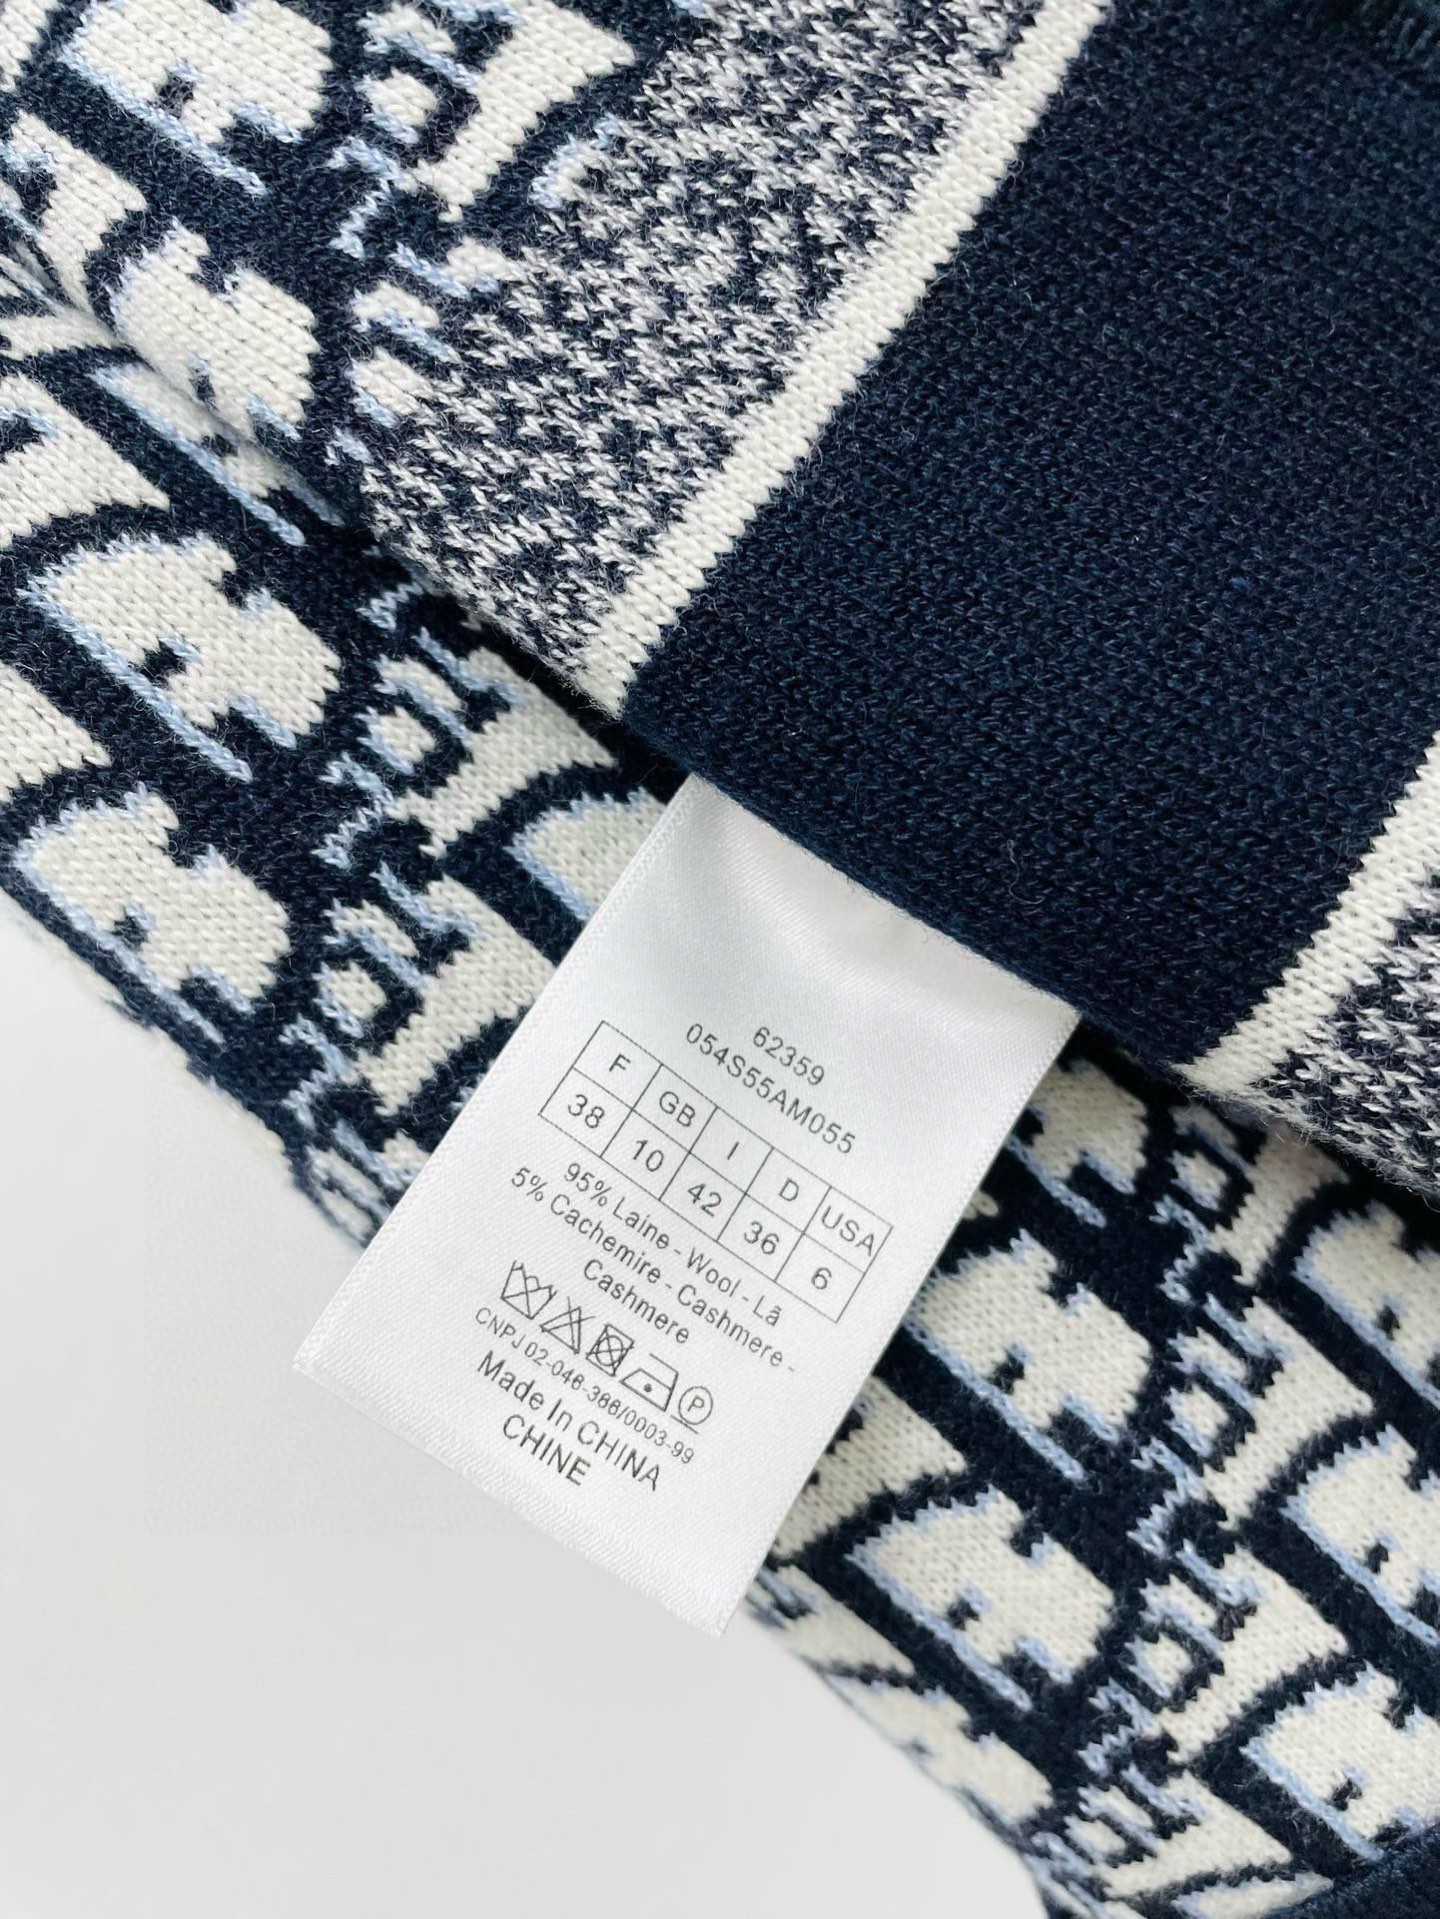 62359
054S55AM055
F GB I D USA
38 10 42 36 6
95% Laine - Wool - Lã
5% Cachemire - Cashmere -
Cashmere
P
CNPJ 02-046-386/0003-99
Made In CHINA
CHINE